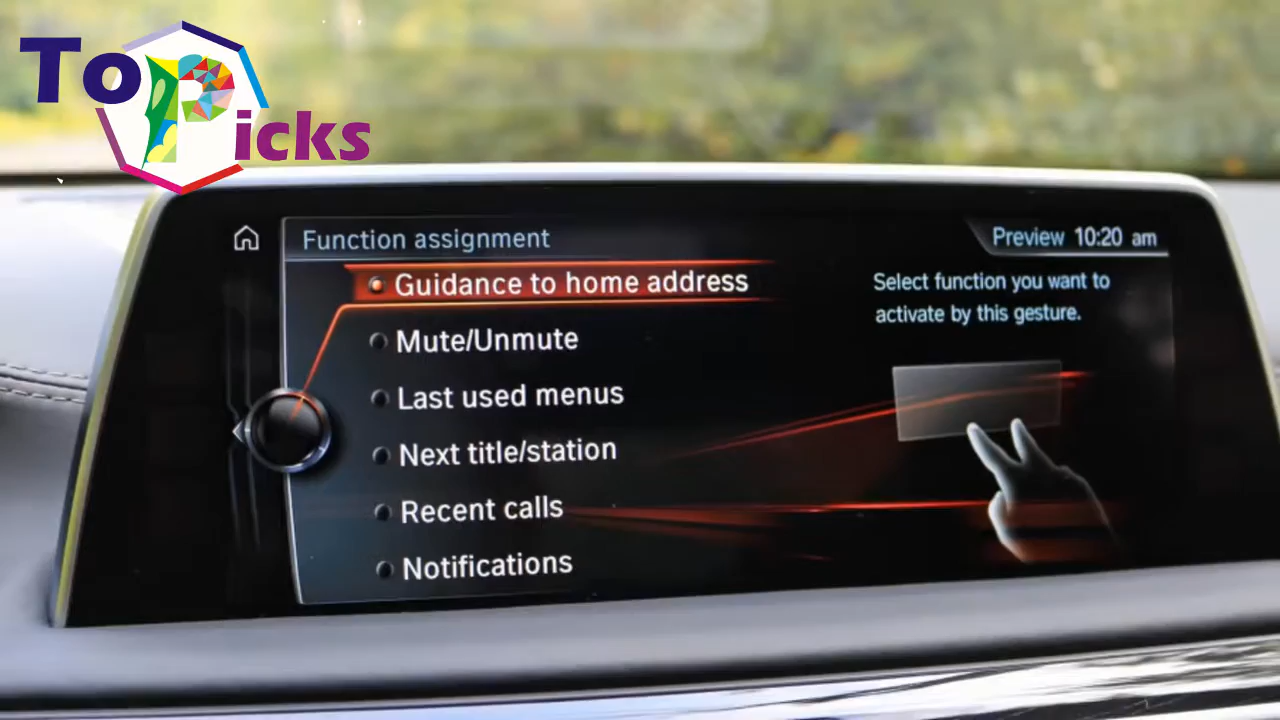 ToPicks
Function assignment
Preview 10:20 am
Guidance to home address
Mute/Unmute
Last used menus
Next title/station
Recent calls
Notifications
Select function you want to
activate by this gesture.